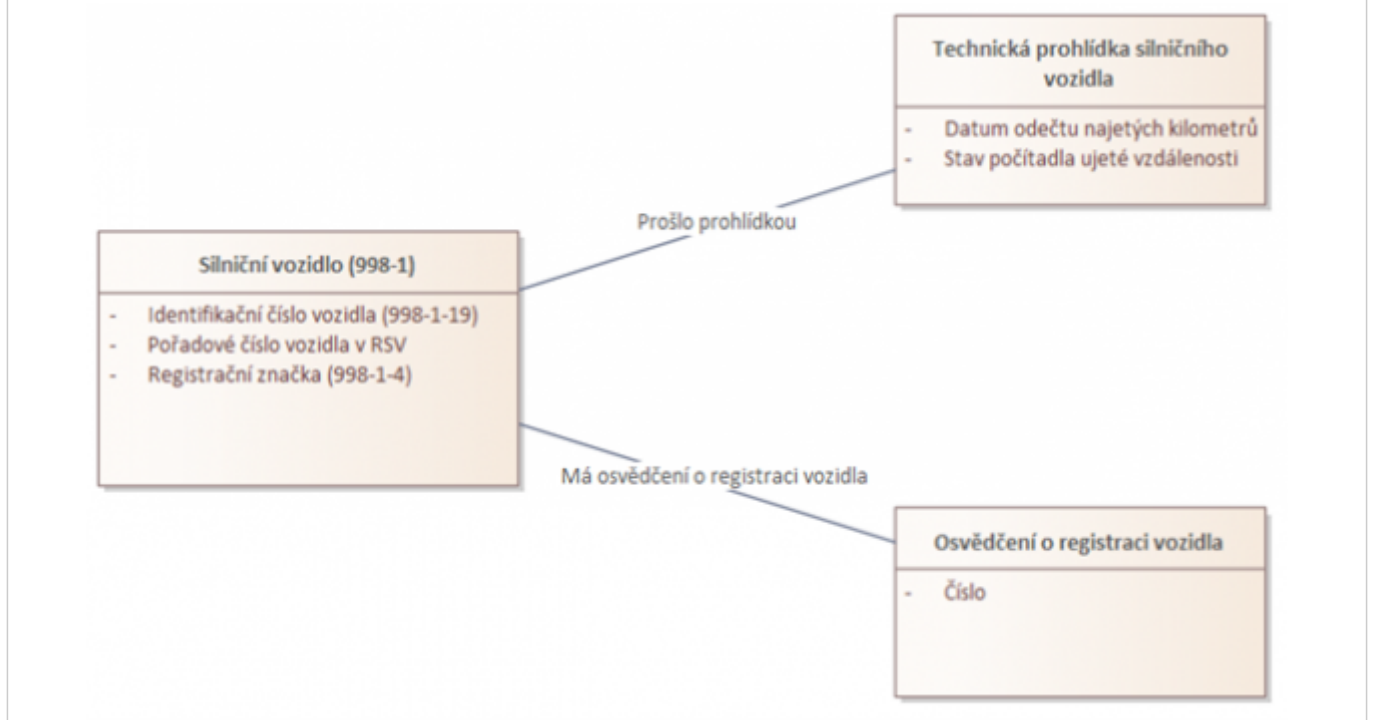 Technická prohlídka silničního
vozidla
- Datum odečtu najetých kilometrů
- Stav počítadla ujeté vzdálenosti
Prošlo prohlídkou
Silniční vozidlo (998-1)
- Identifikační číslo vozidla (998-1-19)
- Pořadové číslo vozidla v RSV
- Registrační značka (998-1-4)
Má osvědčení o registraci vozidla
Osvědčení o registraci vozidla
- Číslo